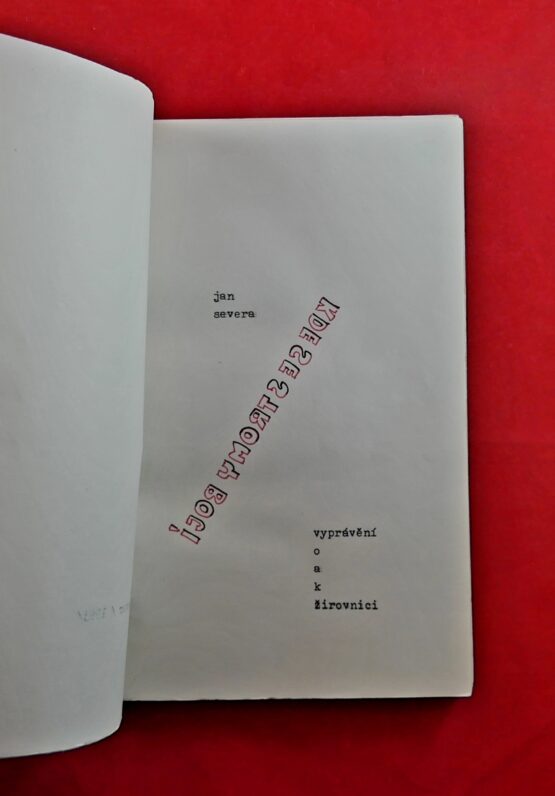 jan
severa
KDE SE STROMY BOJÍ
vyprávění
o
a
k
žirovnici